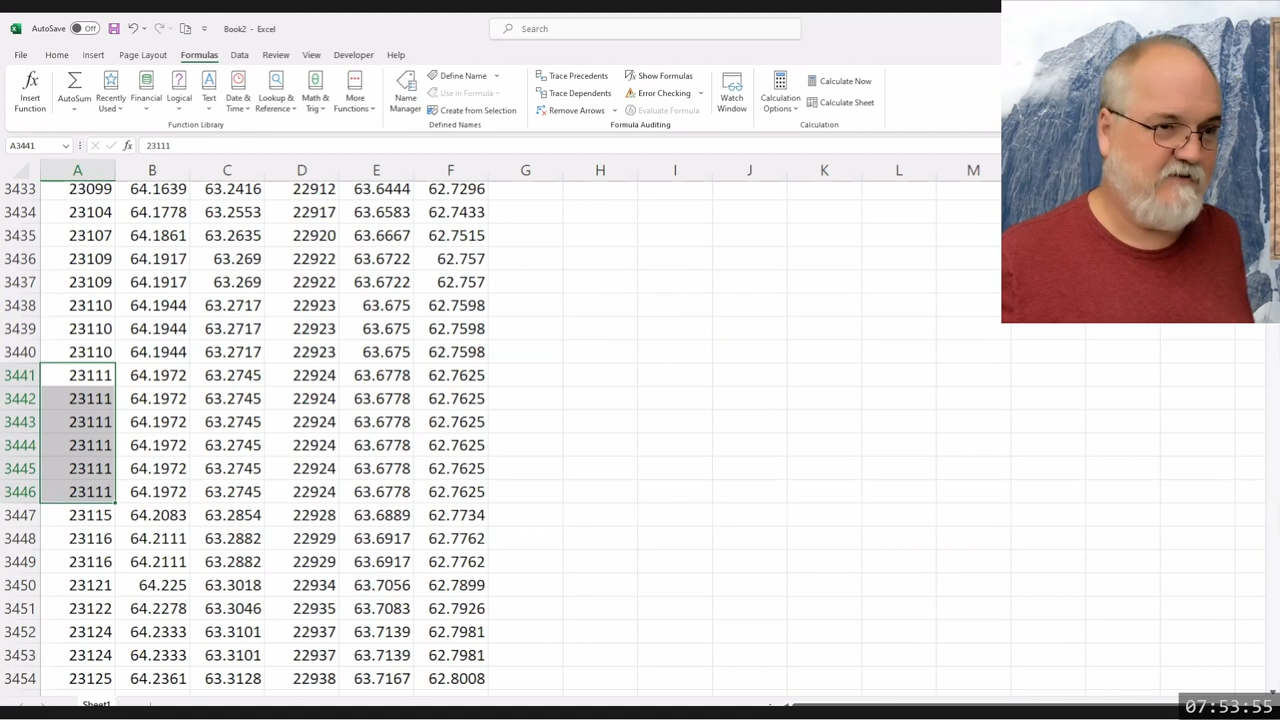 AutoSave Off Book2 - Excel Search
File Home Insert Page Layout Formulas Data Review View Developer Help
Insert Function AutoSum Recently Used Financial Logical Text Date & Time Lookup & Reference Math & Trig More Functions Name Manager Define Name Use in Formula Create from Selection Trace Precedents Trace Dependents Remove Arrows Show Formulas Error Checking Evaluate Formula Watch Window Calculation Options Calculate Now Calculate Sheet
Function Library Defined Names Formula Auditing Calculation
A3441 fx 23111
A B C D E F G H I J K L M
3433 23099 64.1639 63.2416 22912 63.6444 62.7296
3434 23104 64.1778 63.2553 22917 63.6583 62.7433
3435 23107 64.1861 63.2635 22920 63.6667 62.7515
3436 23109 64.1917 63.269 22922 63.6722 62.757
3437 23109 64.1917 63.269 22922 63.6722 62.757
3438 23110 64.1944 63.2717 22923 63.675 62.7598
3439 23110 64.1944 63.2717 22923 63.675 62.7598
3440 23110 64.1944 63.2717 22923 63.675 62.7598
3441 23111 64.1972 63.2745 22924 63.6778 62.7625
3442 23111 64.1972 63.2745 22924 63.6778 62.7625
3443 23111 64.1972 63.2745 22924 63.6778 62.7625
3444 23111 64.1972 63.2745 22924 63.6778 62.7625
3445 23111 64.1972 63.2745 22924 63.6778 62.7625
3446 23111 64.1972 63.2745 22924 63.6778 62.7625
3447 23115 64.2083 63.2854 22928 63.6889 62.7734
3448 23116 64.2111 63.2882 22929 63.6917 62.7762
3449 23116 64.2111 63.2882 22929 63.6917 62.7762
3450 23121 64.225 63.3018 22934 63.7056 62.7899
3451 23122 64.2278 63.3046 22935 63.7083 62.7926
3452 23124 64.2333 63.3101 22937 63.7139 62.7981
3453 23124 64.2333 63.3101 22937 63.7139 62.7981
3454 23125 64.2361 63.3128 22938 63.7167 62.8008
Sheet1
07:53:55